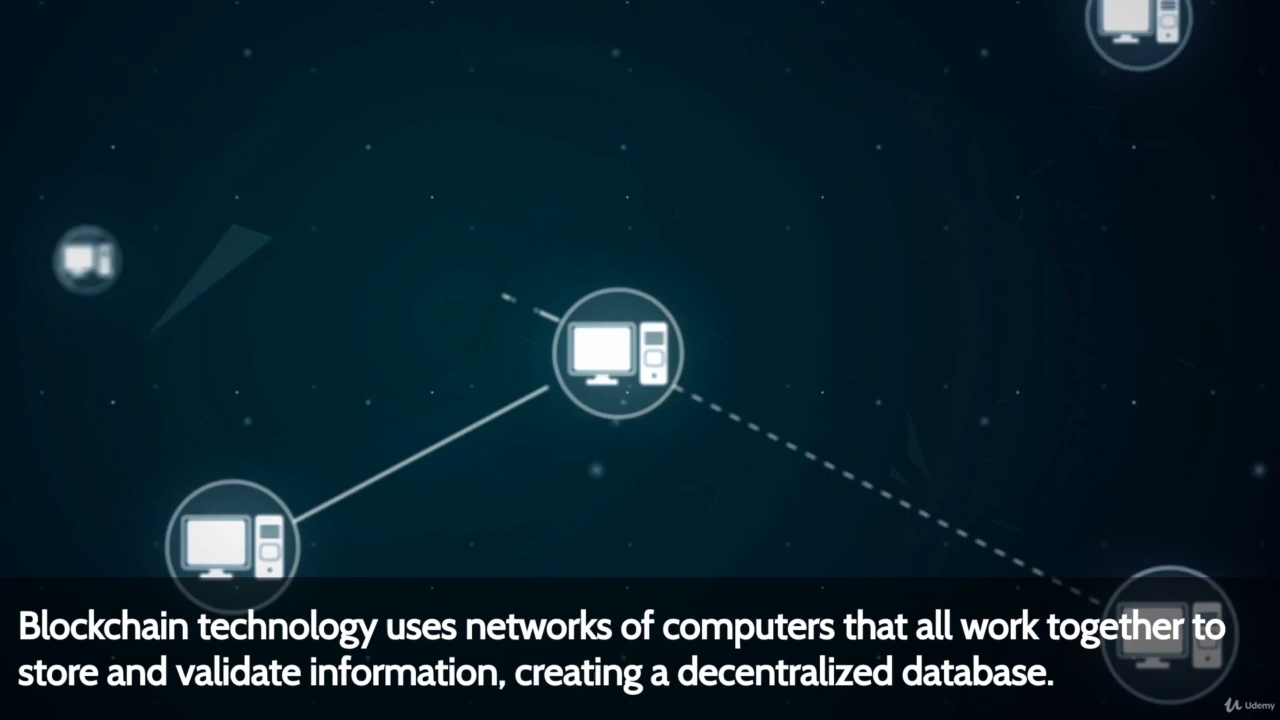 Blockchain technology uses networks of computers that all work together to
store and validate information, creating a decentralized database.
Udemy